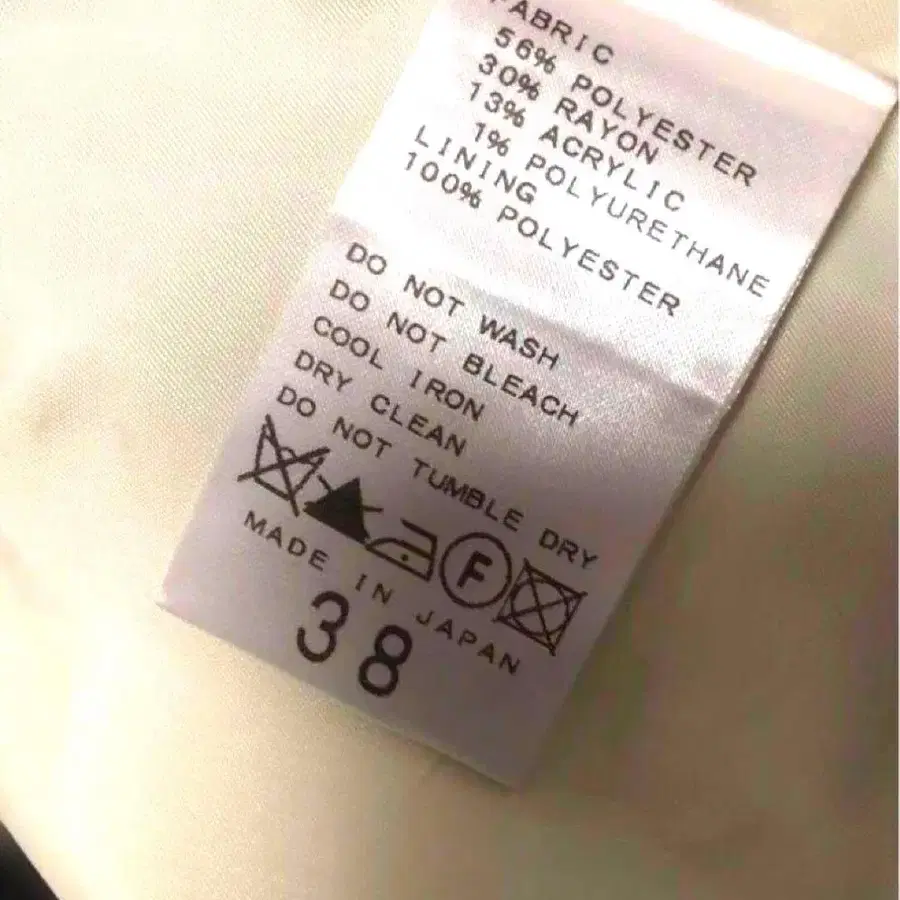 FABRIC
56% POLYESTER
30% RAYON
13% ACRYLIC
1% POLYURETHANE
LINING
100% POLYESTER
DO NOT WASH
DO NOT BLEACH
COOL IRON
DRY CLEAN
DO NOT TUMBLE DRY
F
MADE IN JAPAN
38